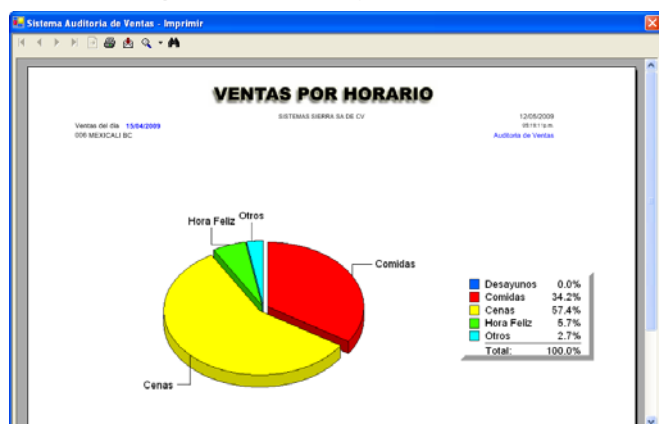 Sistema Auditoria de Ventas - Imprimir
VENTAS POR HORARIO
SISTEMAS SIERRA SA DE CV
12/05/2009
Ventas del día 15/04/2009
006 MEXICALI BC
Auditoria de Ventas
Hora Feliz
Otros
Comidas
Cenas
Desayunos 0.0%
Comidas 34.2%
Cenas 57.4%
Hora Feliz 5.7%
Otros 2.7%
Total: 100.0%